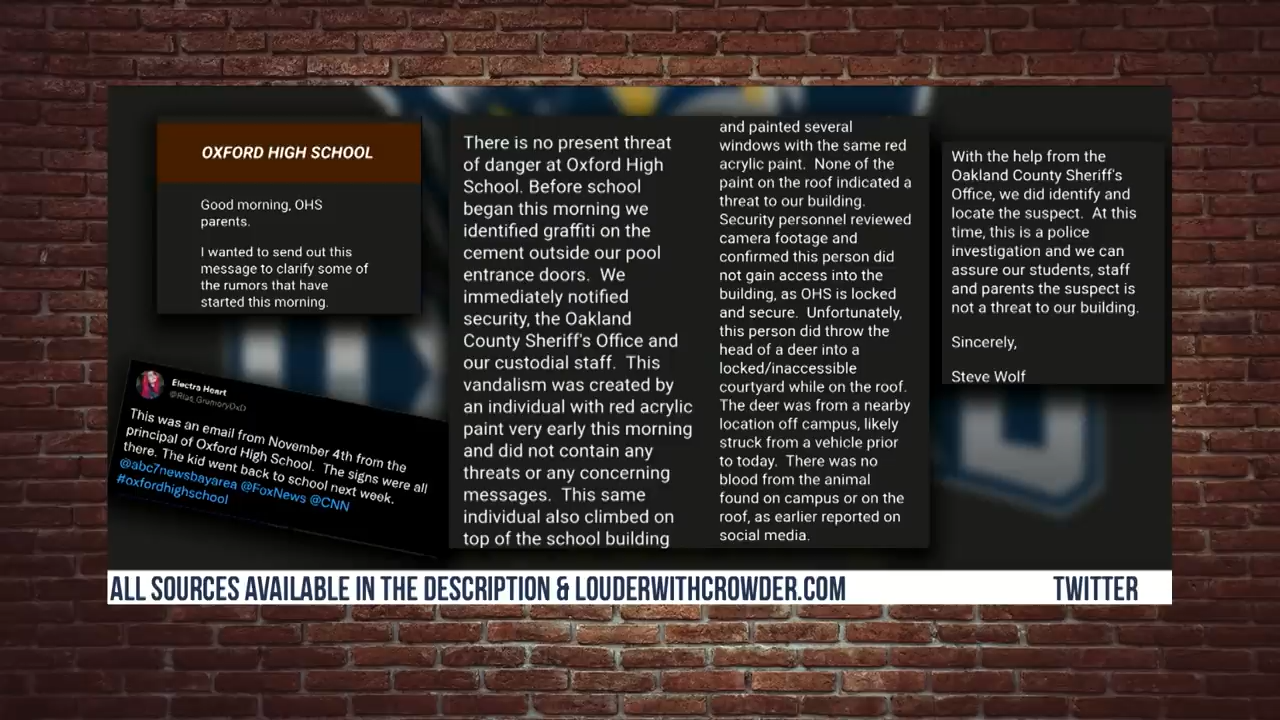 OXFORD HIGH SCHOOL
Good morning, OHS
parents.
I wanted to send out this
message to clarify some of
the rumors that have
started this morning.
Electra Heart
@Rias_GremoryDxD
This was an email from November 4th from the
principal of Oxford High School. The signs were all
there. The kid went back to school next week.
@abc7newsbayarea @FoxNews @CNN
#oxfordhighschool
There is no present threat
of danger at Oxford High
School. Before school
began this morning we
identified graffiti on the
cement outside our pool
entrance doors. We
immediately notified
security, the Oakland
County Sheriff's Office and
our custodial staff. This
vandalism was created by
an individual with red acrylic
paint very early this morning
and did not contain any
threats or any concerning
messages. This same
individual also climbed on
top of the school building
and painted several
windows with the same red
acrylic paint. None of the
paint on the roof indicated a
threat to our building.
Security personnel reviewed
camera footage and
confirmed this person did
not gain access into the
building, as OHS is locked
and secure. Unfortunately,
this person did throw the
head of a deer into a
locked/inaccessible
courtyard while on the roof.
The deer was from a nearby
location off campus, likely
struck from a vehicle prior
to today. There was no
blood from the animal
found on campus or on the
roof, as earlier reported on
social media.
With the help from the
Oakland County Sheriff's
Office, we did identify and
locate the suspect. At this
time, this is a police
investigation and we can
assure our students, staff
and parents the suspect is
not a threat to our building.
Sincerely,
Steve Wolf
ALL SOURCES AVAILABLE IN THE DESCRIPTION & LOUDERWITHCROWDER.COM
TWITTER